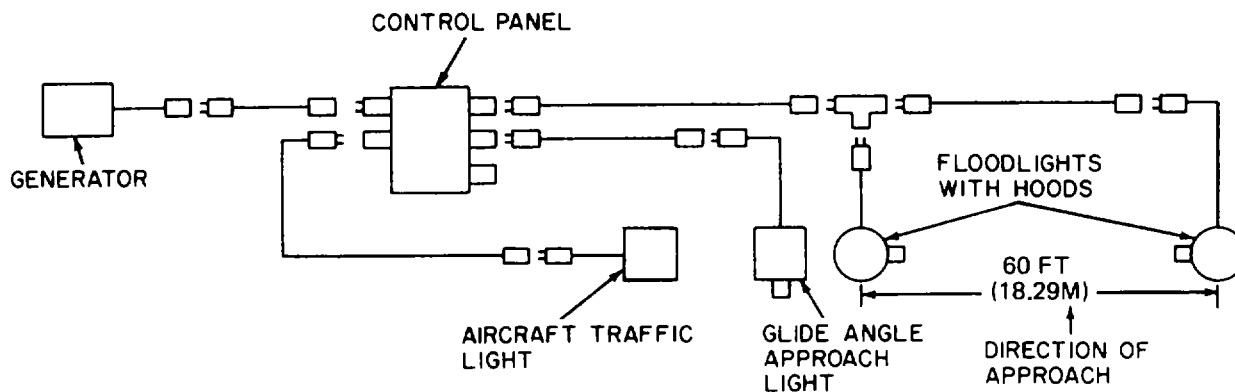 CONTROL PANEL
GENERATOR
FLOODLIGHTS
WITH HOODS
60 FT
(18.29M)
AIRCRAFT TRAFFIC
LIGHT
GLIDE ANGLE
APPROACH
LIGHT
DIRECTION OF
APPROACH